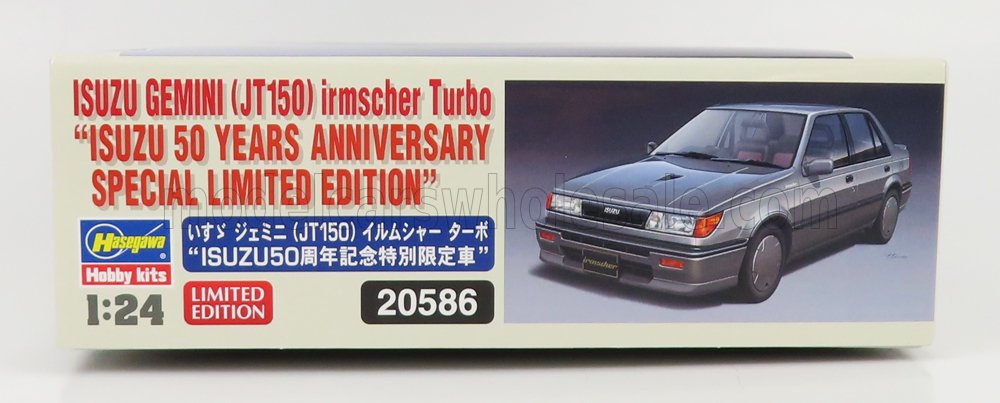 ISUZU GEMINI (JT150) irmscher Turbo
“ISUZU 50 YEARS ANNIVERSARY
SPECIAL LIMITED EDITION”
modelcarswholesale.com
Hasegawa
Hobby kits
いすゞ ジェミニ (JT150) イルムシャー ターボ
“ISUZU50周年記念特別限定車”
1:24
LIMITED
EDITION
20586
ISUZU
irmscher